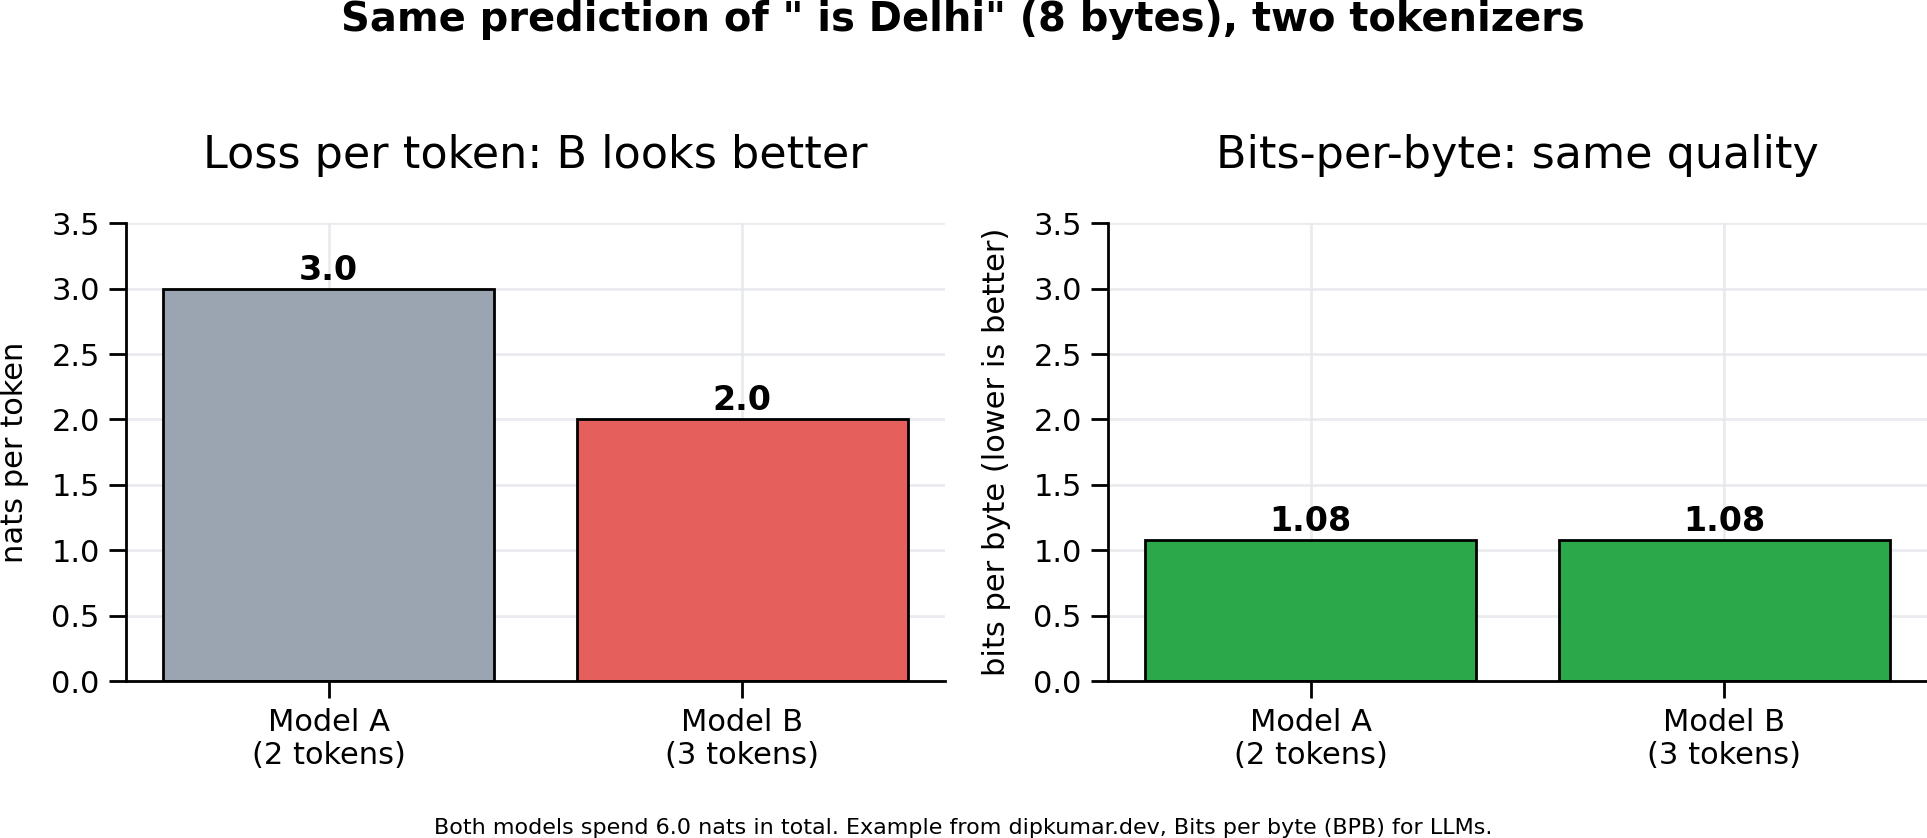 Same prediction of " is Delhi" (8 bytes), two tokenizers
Loss per token: B looks better
nats per token
3.5
3.0
2.5
2.0
1.5
1.0
0.5
0.0
3.0
2.0
Model A
(2 tokens)
Model B
(3 tokens)
Bits-per-byte: same quality
bits per byte (lower is better)
3.5
3.0
2.5
2.0
1.5
1.0
0.5
0.0
1.08
1.08
Model A
(2 tokens)
Model B
(3 tokens)
Both models spend 6.0 nats in total. Example from dipkumar.dev, Bits per byte (BPB) for LLMs.